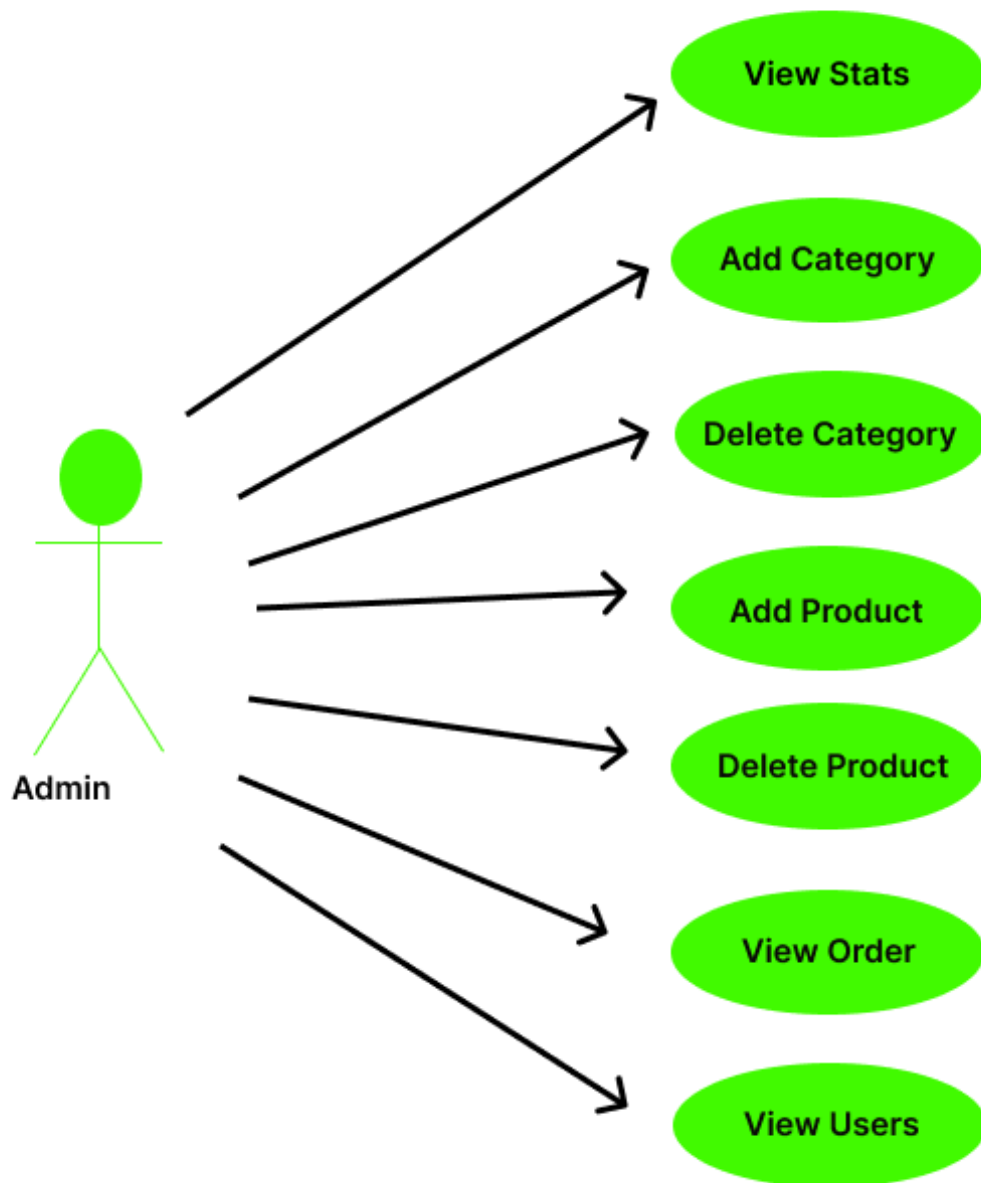 View Stats
Add Category
Delete Category
Add Product
Delete Product
Admin
View Order
View Users